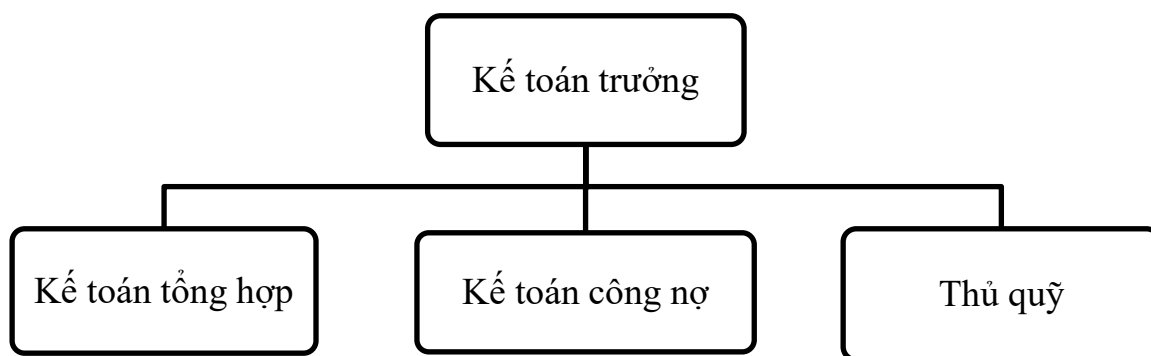 Kế toán trưởng
Kế toán tổng hợp
Kế toán công nợ
Thủ quỹ